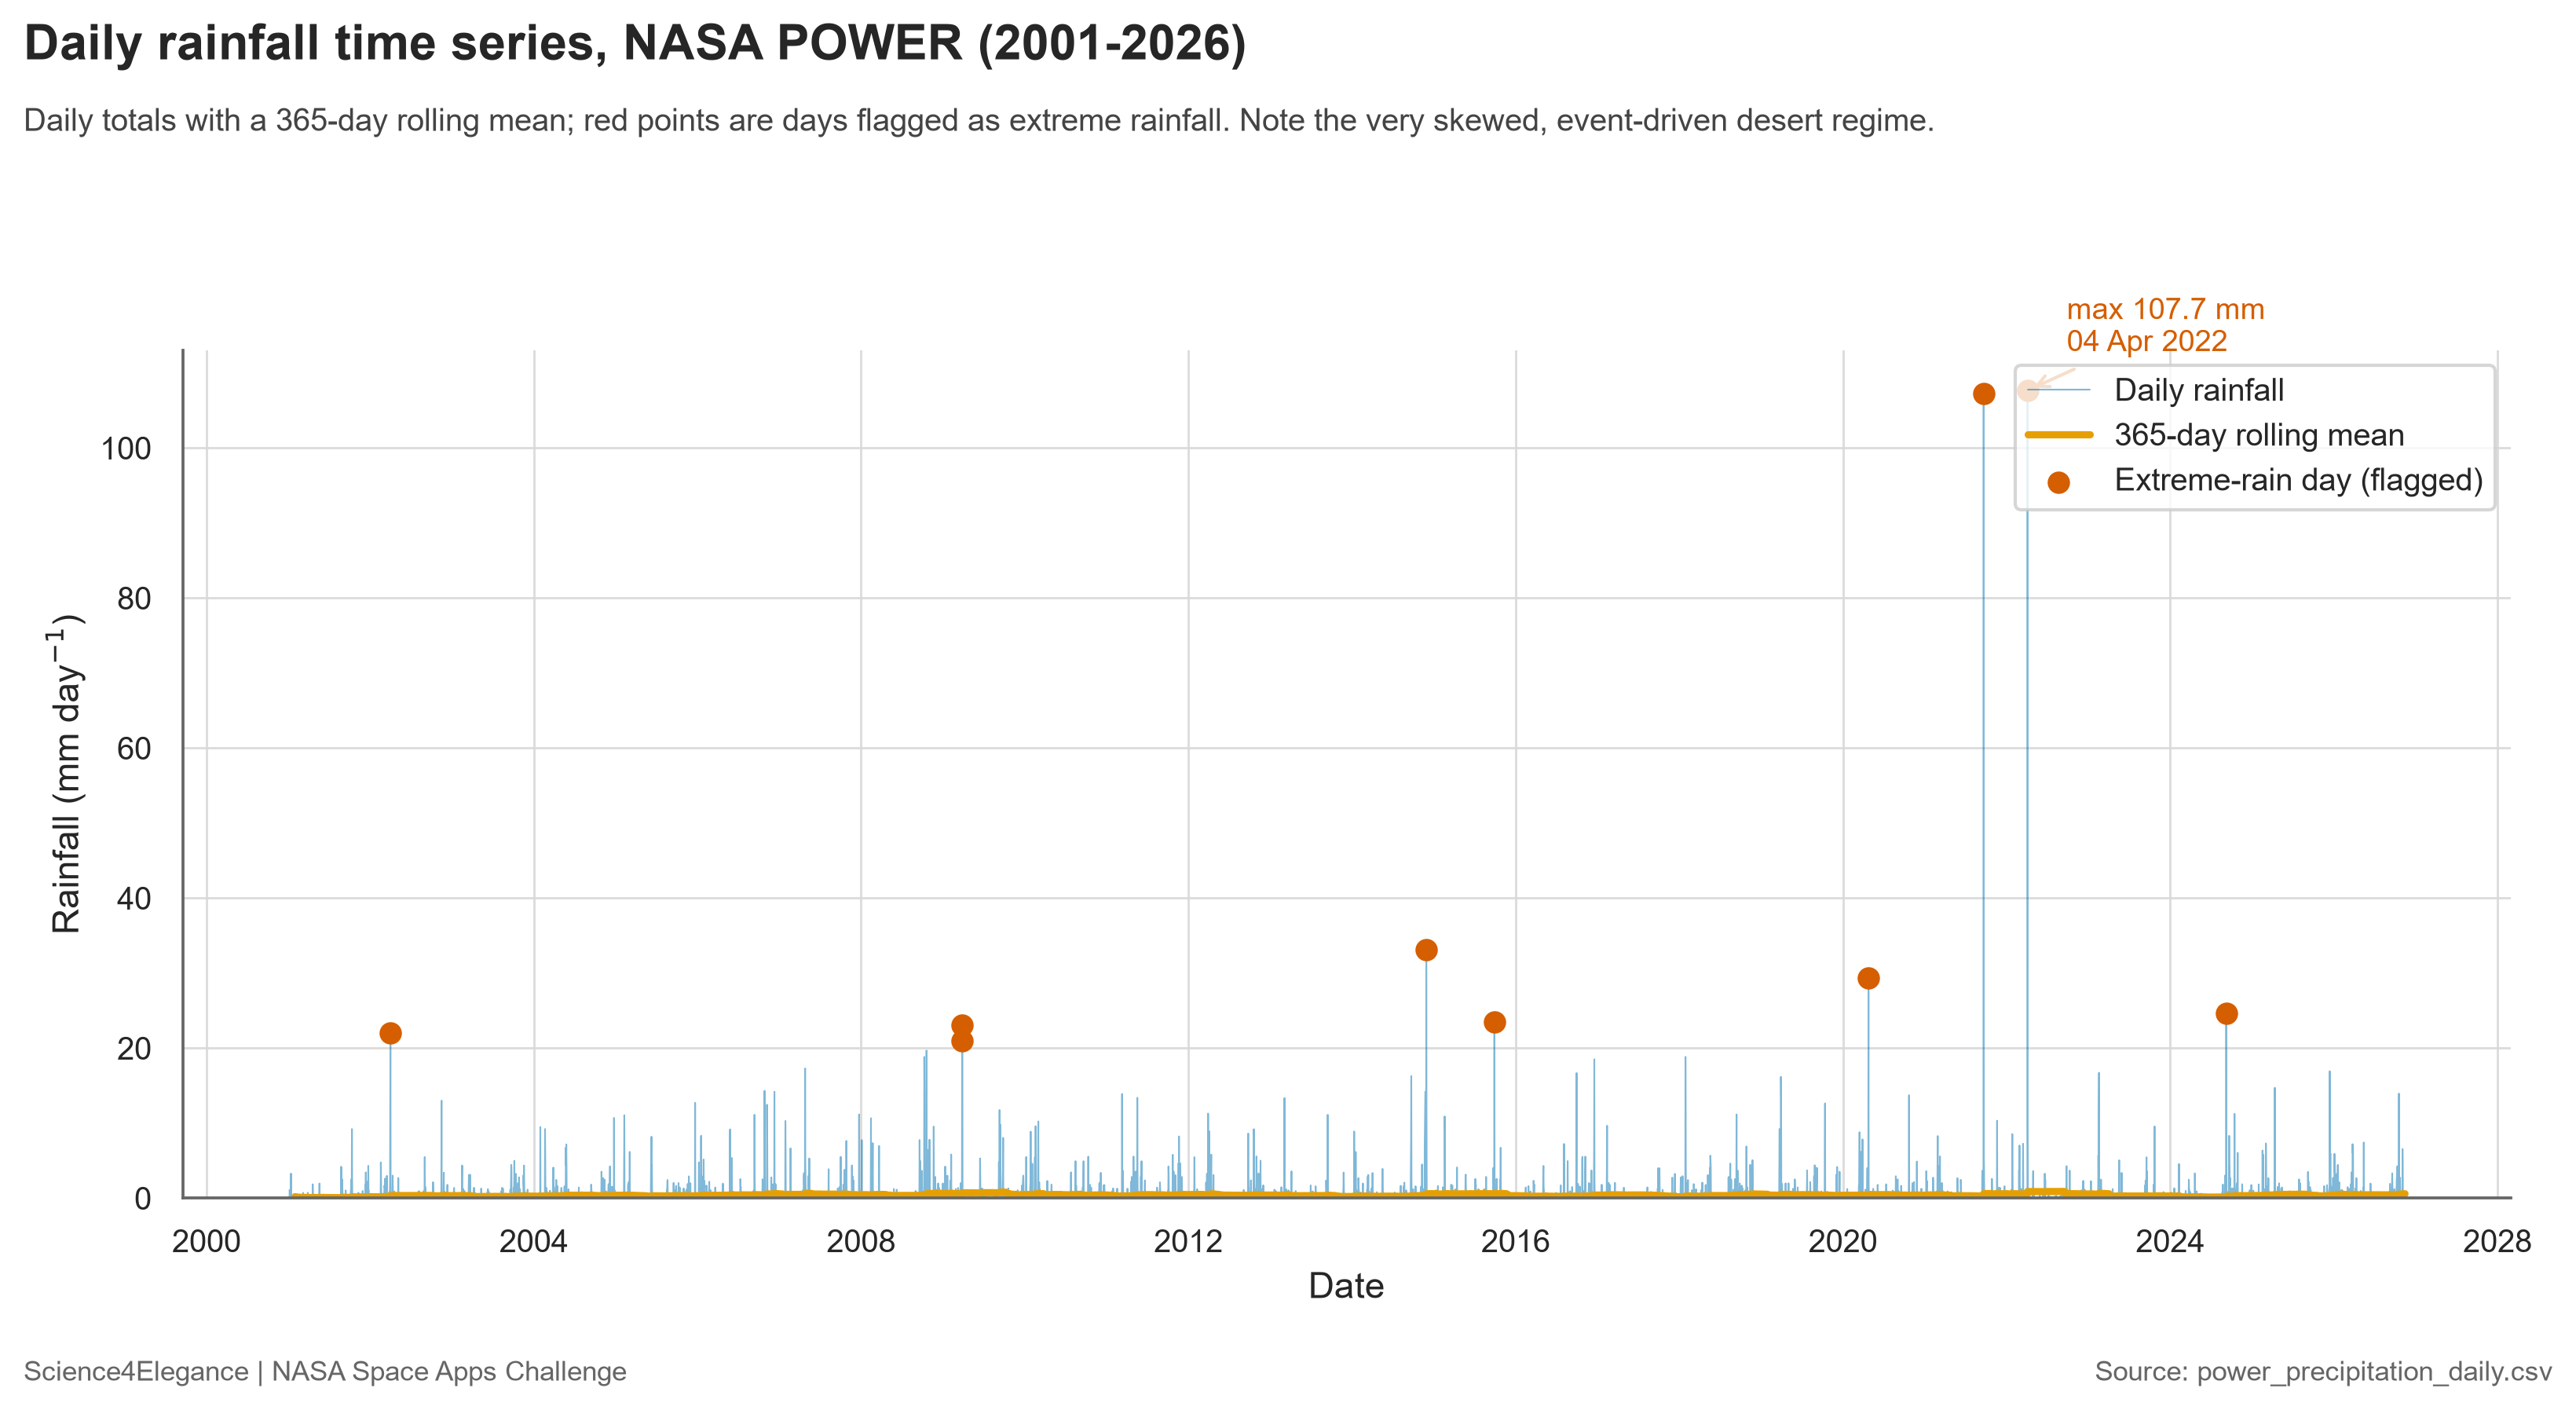 Daily rainfall time series, NASA POWER (2001-2026)
Daily totals with a 365-day rolling mean; red points are days flagged as extreme rainfall. Note the very skewed, event-driven desert regime.
max 107.7 mm
04 Apr 2022
Daily rainfall
365-day rolling mean
Extreme-rain day (flagged)
Rainfall (mm day⁻¹)
100
80
60
40
20
0
2000 2004 2008 2012 2016 2020 2024 2028
Date
Science4Elegance | NASA Space Apps Challenge
Source: power_precipitation_daily.csv